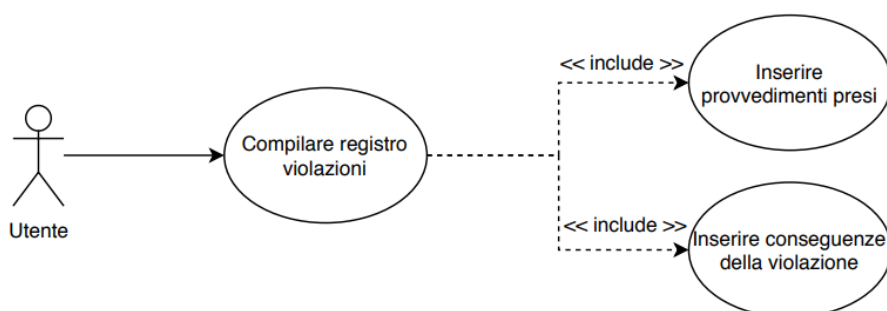 << include >>
Inserire
provvedimenti presi
Compilare registro
violazioni
Utente
<< include >>
Inserire conseguenze
della violazione